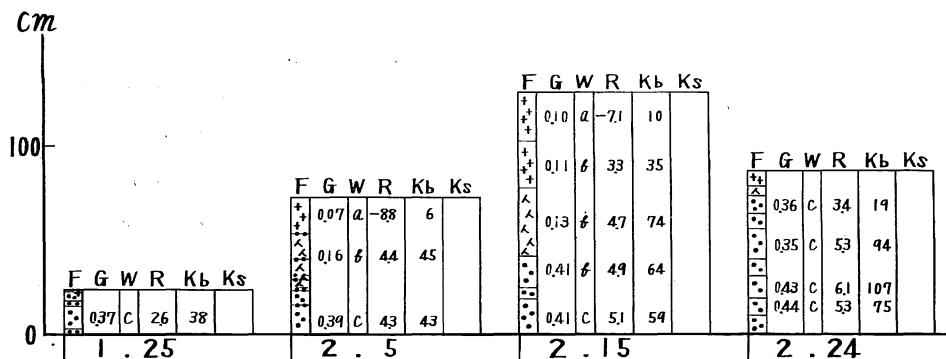 cm
F G W R Kb Ks
0.10 a -7.1 10
100
0.11 b 3.3 35
F G W R Kb Ks
F G W R Kb Ks
0.07 a -8.8 6
0.13 b 4.7 74
0.36 c 3.4 19
0.16 b 4.4 45
0.35 c 5.3 94
0.41 b 4.9 64
F G W R Kb Ks
0.43 c 6.1 107
0.44 c 5.3 75
0.37 c 2.6 38
0.39 c 4.3 43
0.41 c 5.1 59
0
1.25 2.5 2.15 2.24